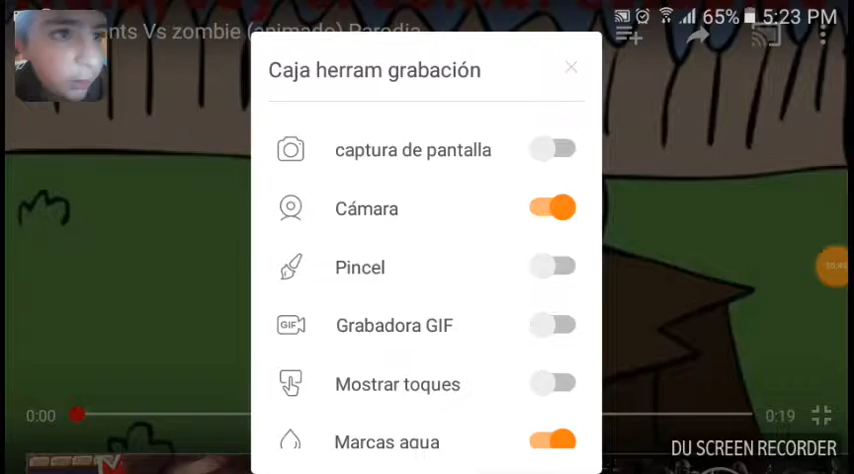 65% 5:23 PM
nts Vs zombie (animado) Parodia
Caja herram grabación
captura de pantalla
Cámara
Pincel
GIF
Grabadora GIF
Mostrar toques
Marcas agua
0:00
0:19
DU SCREEN RECORDER